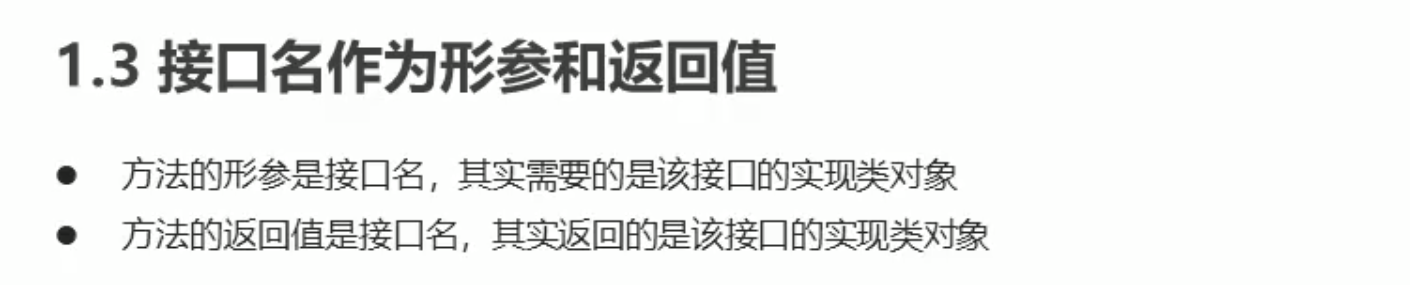 1.3 接口名作为形参和返回值
● 方法的形参是接口名，其实需要的是该接口的实现类对象
● 方法的返回值是接口名，其实返回的是该接口的实现类对象